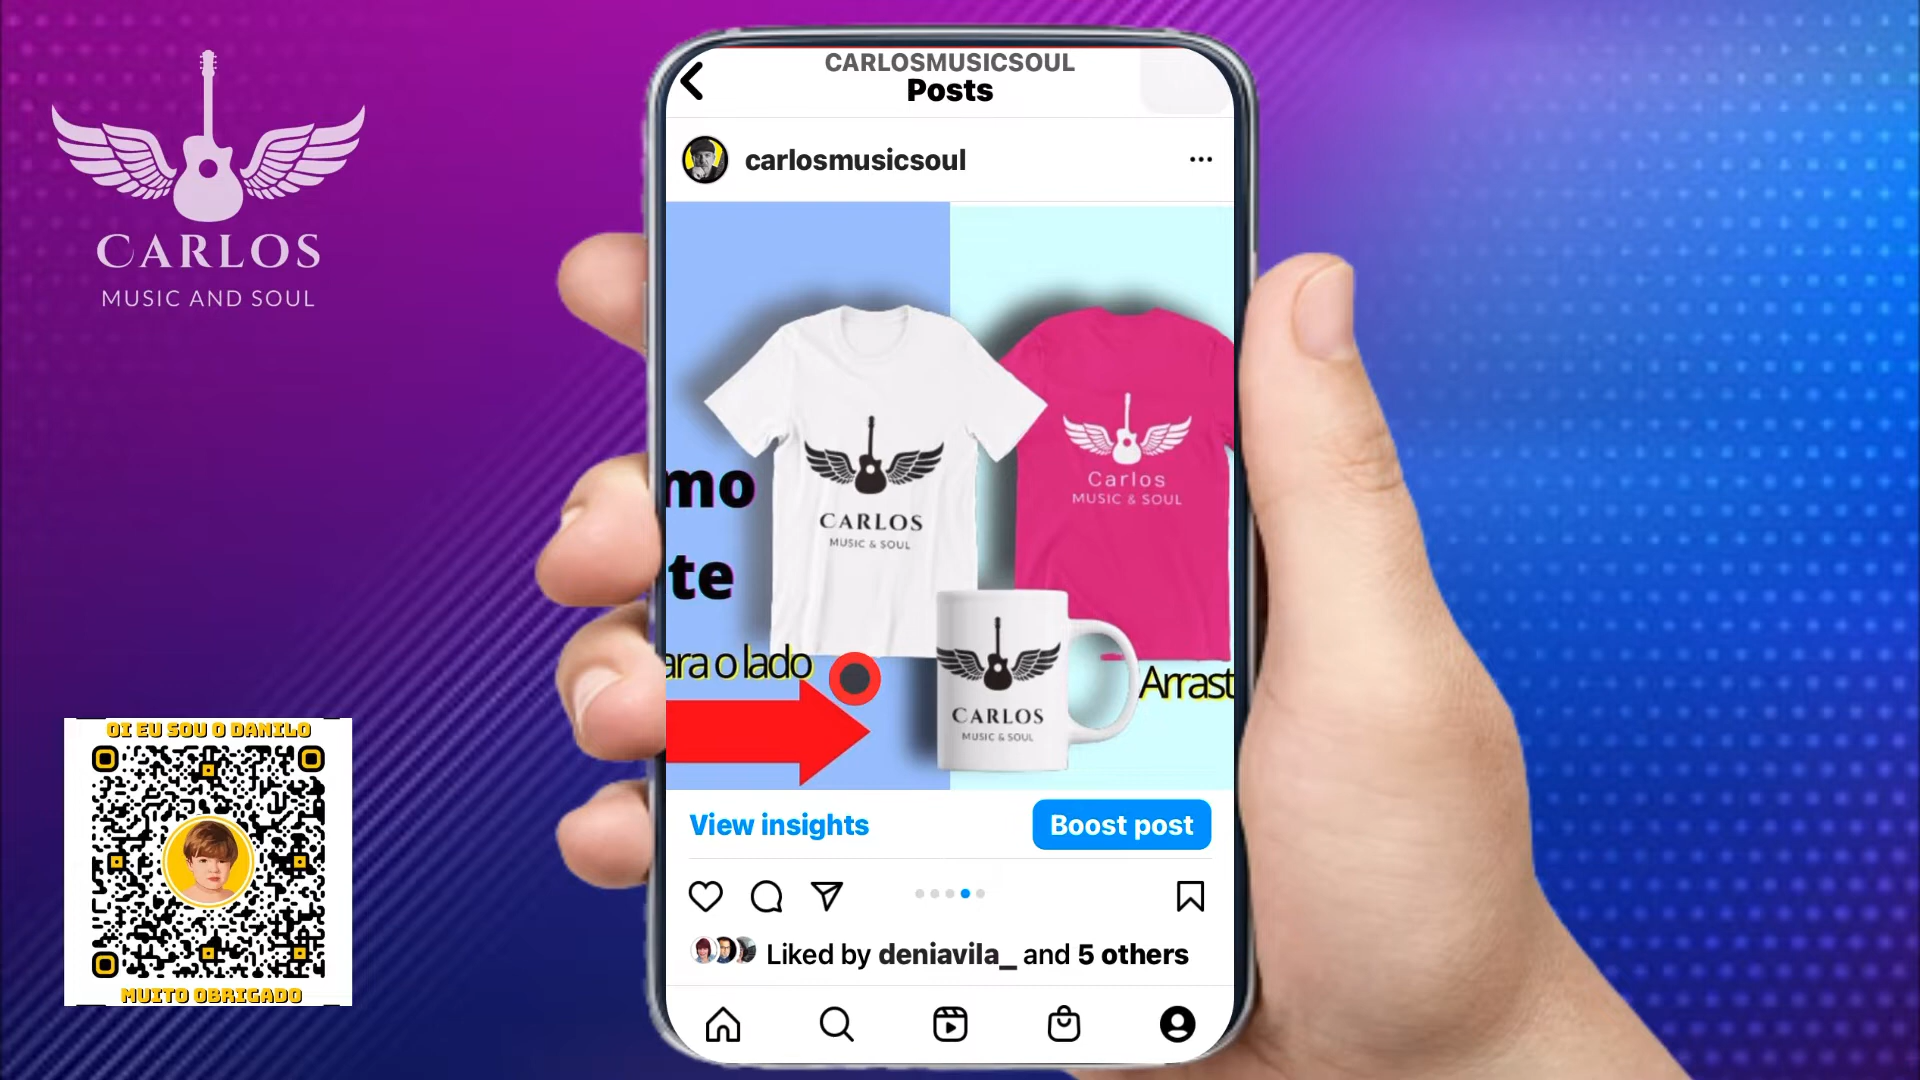 CARLOS
MUSIC AND SOUL
OI EU SOU O DANILO
MUITO OBRIGADO
CARLOSMUSICSOUL
Posts
carlosmusicsoul
mo
te
ara o lado
CARLOS
MUSIC & SOUL
Carlos
MUSIC & SOUL
CARLOS
MUSIC & SOUL
Arrast
View insights
Boost post
Liked by deniavila_ and 5 others